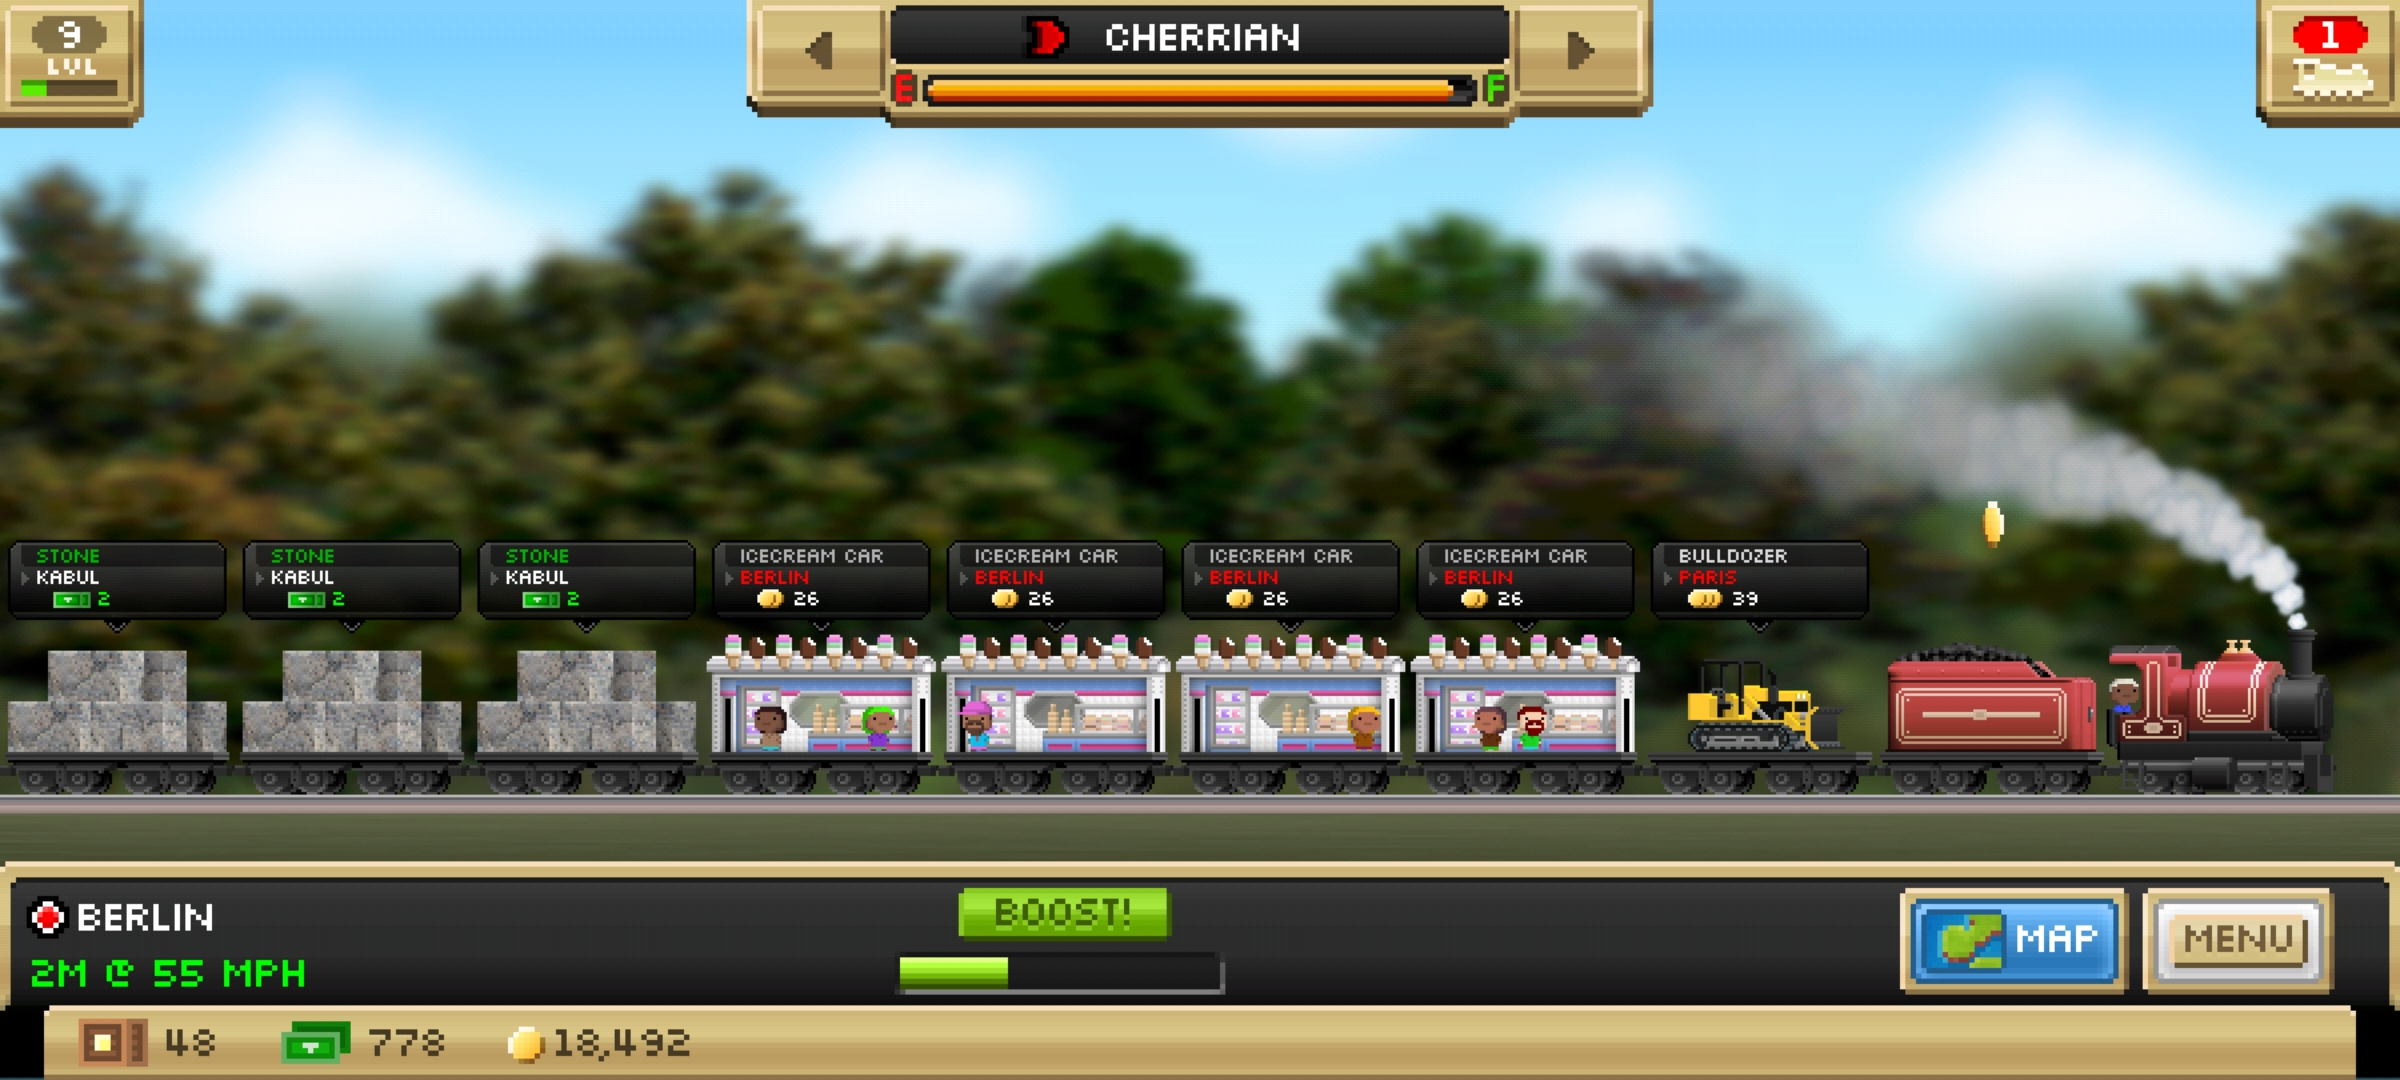 9
LVL
CHERRIAN
E F
1
STONE
KABUL
2
STONE
KABUL
2
STONE
KABUL
2
ICECREAM CAR
BERLIN
26
ICECREAM CAR
BERLIN
26
ICECREAM CAR
BERLIN
26
ICECREAM CAR
BERLIN
26
BULLDOZER
PARIS
39
BERLIN
2M @ 55 MPH
BOOST!
MAP
MENU
48 778 18,492